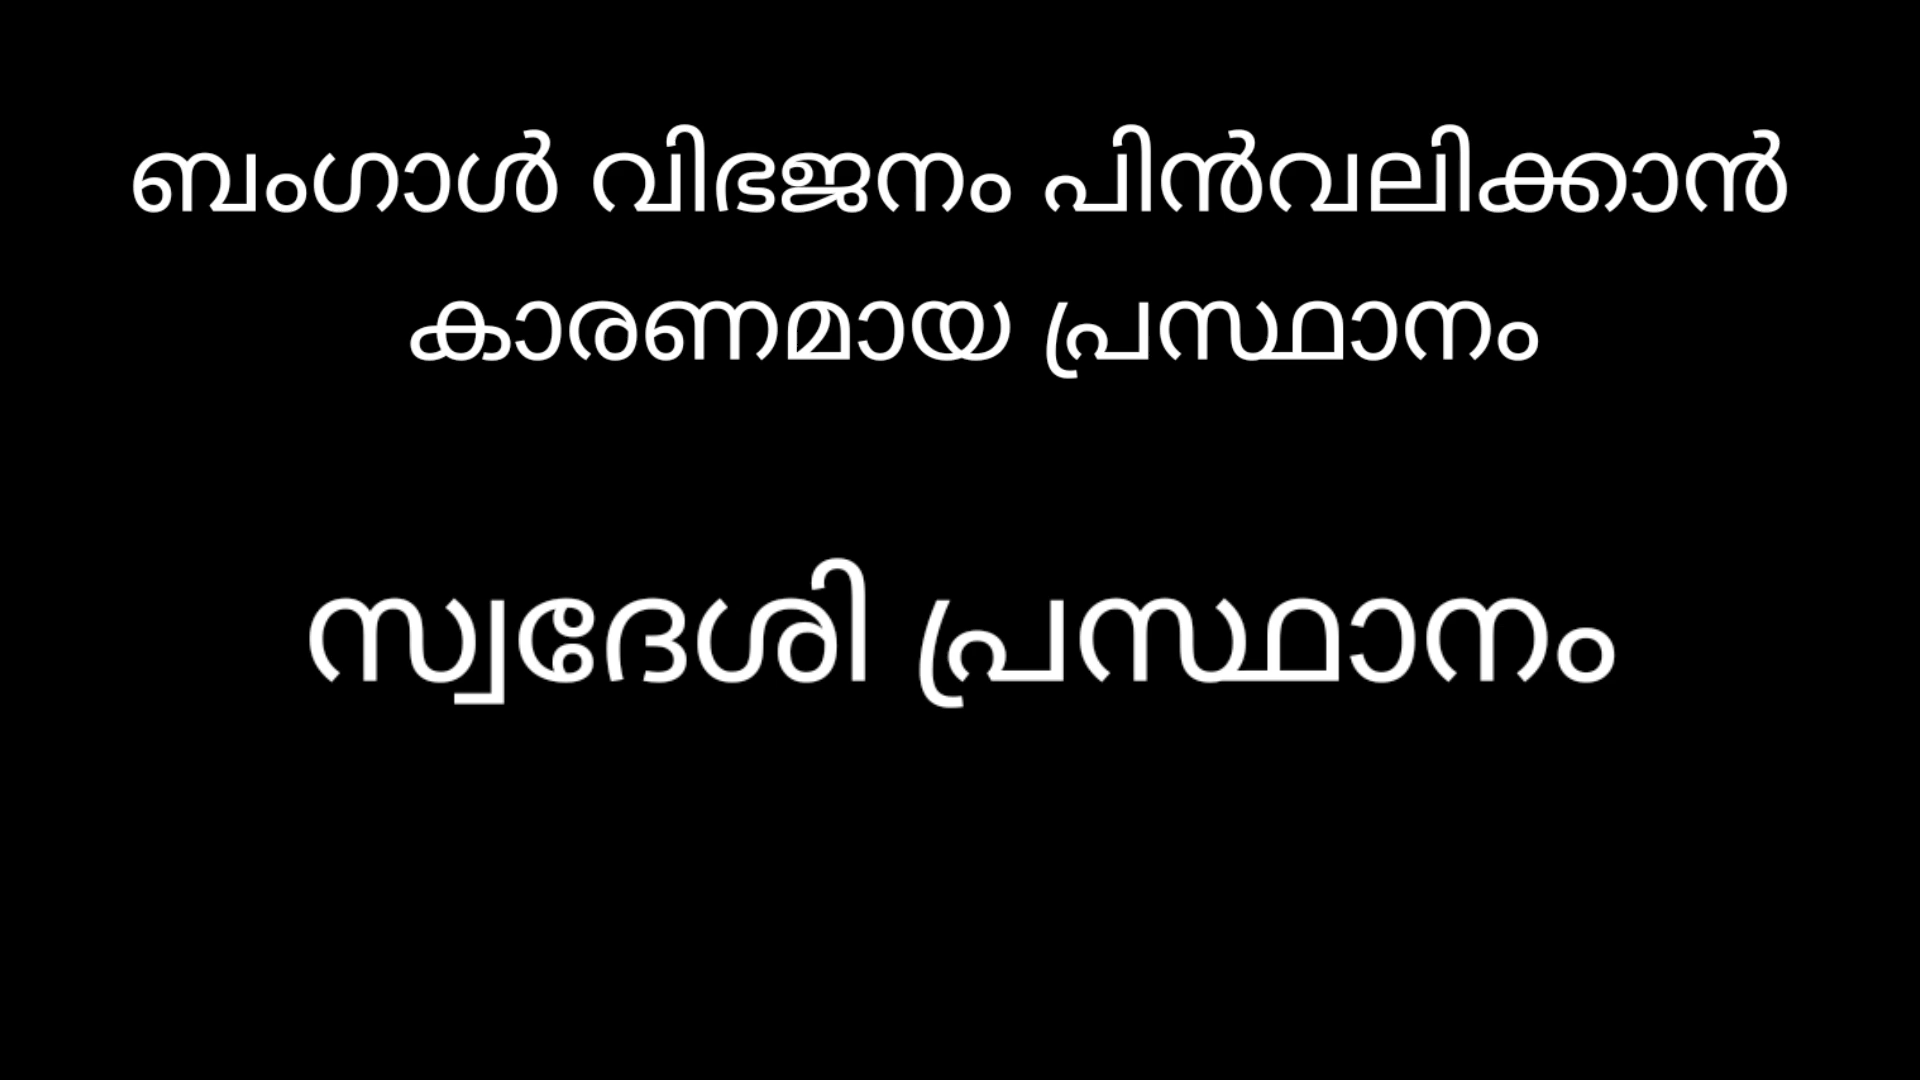 ബംഗാൾ വിഭജനം പിൻവലിക്കാൻ
കാരണമായ പ്രസ്ഥാനം
സ്വദേശി പ്രസ്ഥാനം